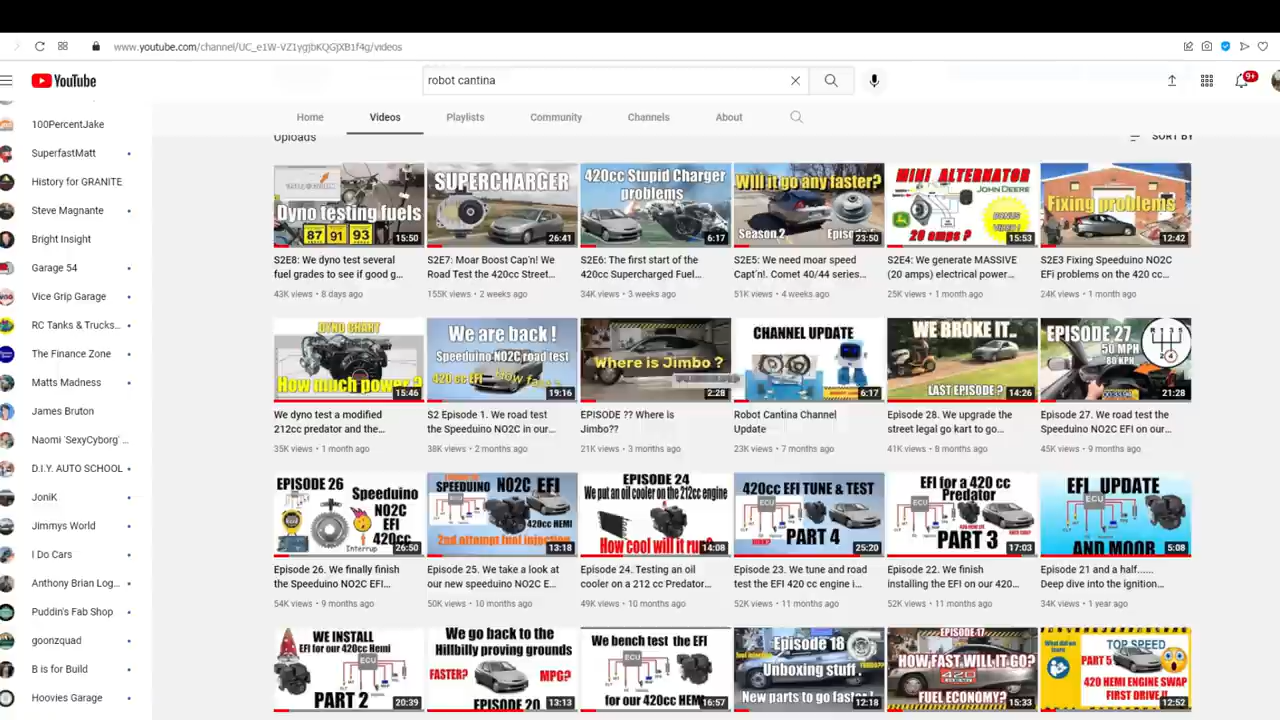 www.youtube.com/channel/UC_e1W-VZ1ygjbKQGjXB1f4g/videos
YouTube
robot cantina
9+
Home
Videos
Playlists
Community
Channels
About
Uploads
SORT BY
100PercentJake
SuperfastMatt
History for GRANITE
Steve Magnante
Bright Insight
Garage 54
Vice Grip Garage
RC Tanks & Trucks...
The Finance Zone
Matts Madness
James Bruton
Naomi 'SexyCyborg' ...
D.I.Y. AUTO SCHOOL
JoniK
Jimmys World
I Do Cars
Anthony Brian Log...
Puddin's Fab Shop
goonzquad
B is for Build
Hoovies Garage
Dyno testing fuels
87 91 93
15:50
S2E8: We dyno test several
fuel grades to see if good g...
43K views • 8 days ago
SUPERCHARGER
26:41
S2E7: Moar Boost Cap'n! We
Road Test the 420cc Street...
155K views • 2 weeks ago
420cc Stupid Charger
problems
6:17
S2E6: The first start of the
420cc Supercharged Fuel...
34K views • 3 weeks ago
Will it go any faster?
Season 2
23:50
S2E5: We need moar speed
Capt'n!. Comet 40/44 series...
51K views • 4 weeks ago
MINI ALTERNATOR
JOHN DEERE
BONUS
20 amps ?
15:53
S2E4: We generate MASSIVE
(20 amps) electrical power...
25K views • 1 month ago
Fixing problems
12:42
S2E3 Fixing Speeduino NO2C
EFi problems on the 420 cc...
24K views • 1 month ago
DYNO CHART
How much power ?
15:46
We dyno test a modified
212cc predator and the...
35K views • 1 month ago
We are back !
Speeduino NO2C road test
420 cc EFI
How fast
19:16
S2 Episode 1. We road test
the Speeduino NO2C in our...
38K views • 2 months ago
Where is Jimbo ?
2:28
EPISODE ?? Where is
Jimbo??
21K views • 3 months ago
CHANNEL UPDATE
6:17
Robot Cantina Channel
Update
23K views • 7 months ago
WE BROKE IT..
LAST EPISODE ?
14:26
Episode 28. We upgrade the
street legal go kart to go...
41K views • 8 months ago
EPISODE 27
50 MPH
80 KPH
21:28
Episode 27. We road test the
Speeduino NO2C EFI on our...
45K views • 9 months ago
EPISODE 26
Speeduino
NO2C
EFI
420cc
Interrup
26:50
Episode 26. We finally finish
the Speeduino NO2C EFI...
54K views • 9 months ago
NO2C EFI
ECU
420cc HEMI
2nd attempt fuel injection
13:18
Episode 25. We take a look at
our new speeduino NO2C E...
50K views • 10 months ago
EPISODE 24
We put an oil cooler on the 212cc engine
How cool will it run?
14:08
Episode 24. Testing an oil
cooler on a 212 cc Predator...
49K views • 10 months ago
420cc EFI TUNE & TEST
ECU
PART 4
25:20
Episode 23. We tune and road
test the EFI 420 cc engine i...
52K views • 11 months ago
EFI for a 420 cc
Predator
ECU
PART 3
17:03
Episode 22. We finish
installing the EFI on our 420...
52K views • 11 months ago
EFI UPDATE
ECU
AND MOOR
5:08
Episode 21 and a half......
Deep dive into the ignition...
34K views • 1 year ago
WE INSTALL
EFI for our 420cc Hemi
ECU
PART 2
20:39
We go back to the
Hillbilly proving grounds
FASTER?
MPG?
EPISODE 20
13:13
We bench test the EFI
ECU
for our 420cc HEMI
16:57
Episode 18
Unboxing stuff.
New parts to go faster!
12:18
EPISODE-17
HOW FAST WILL IT GO?
420
FUEL ECONOMY?
15:33
TOP SPEED
PART 5
420 HEMI ENGINE SWAP
FIRST DRIVE !!
12:52